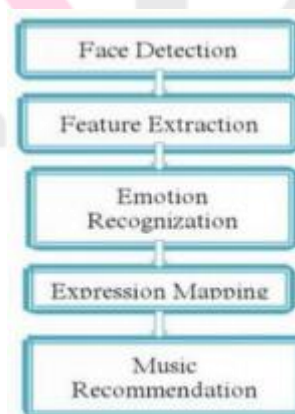 Face Detection
Feature Extraction
Emotion
Recognization
Expression Mapping
Music
Recommendation